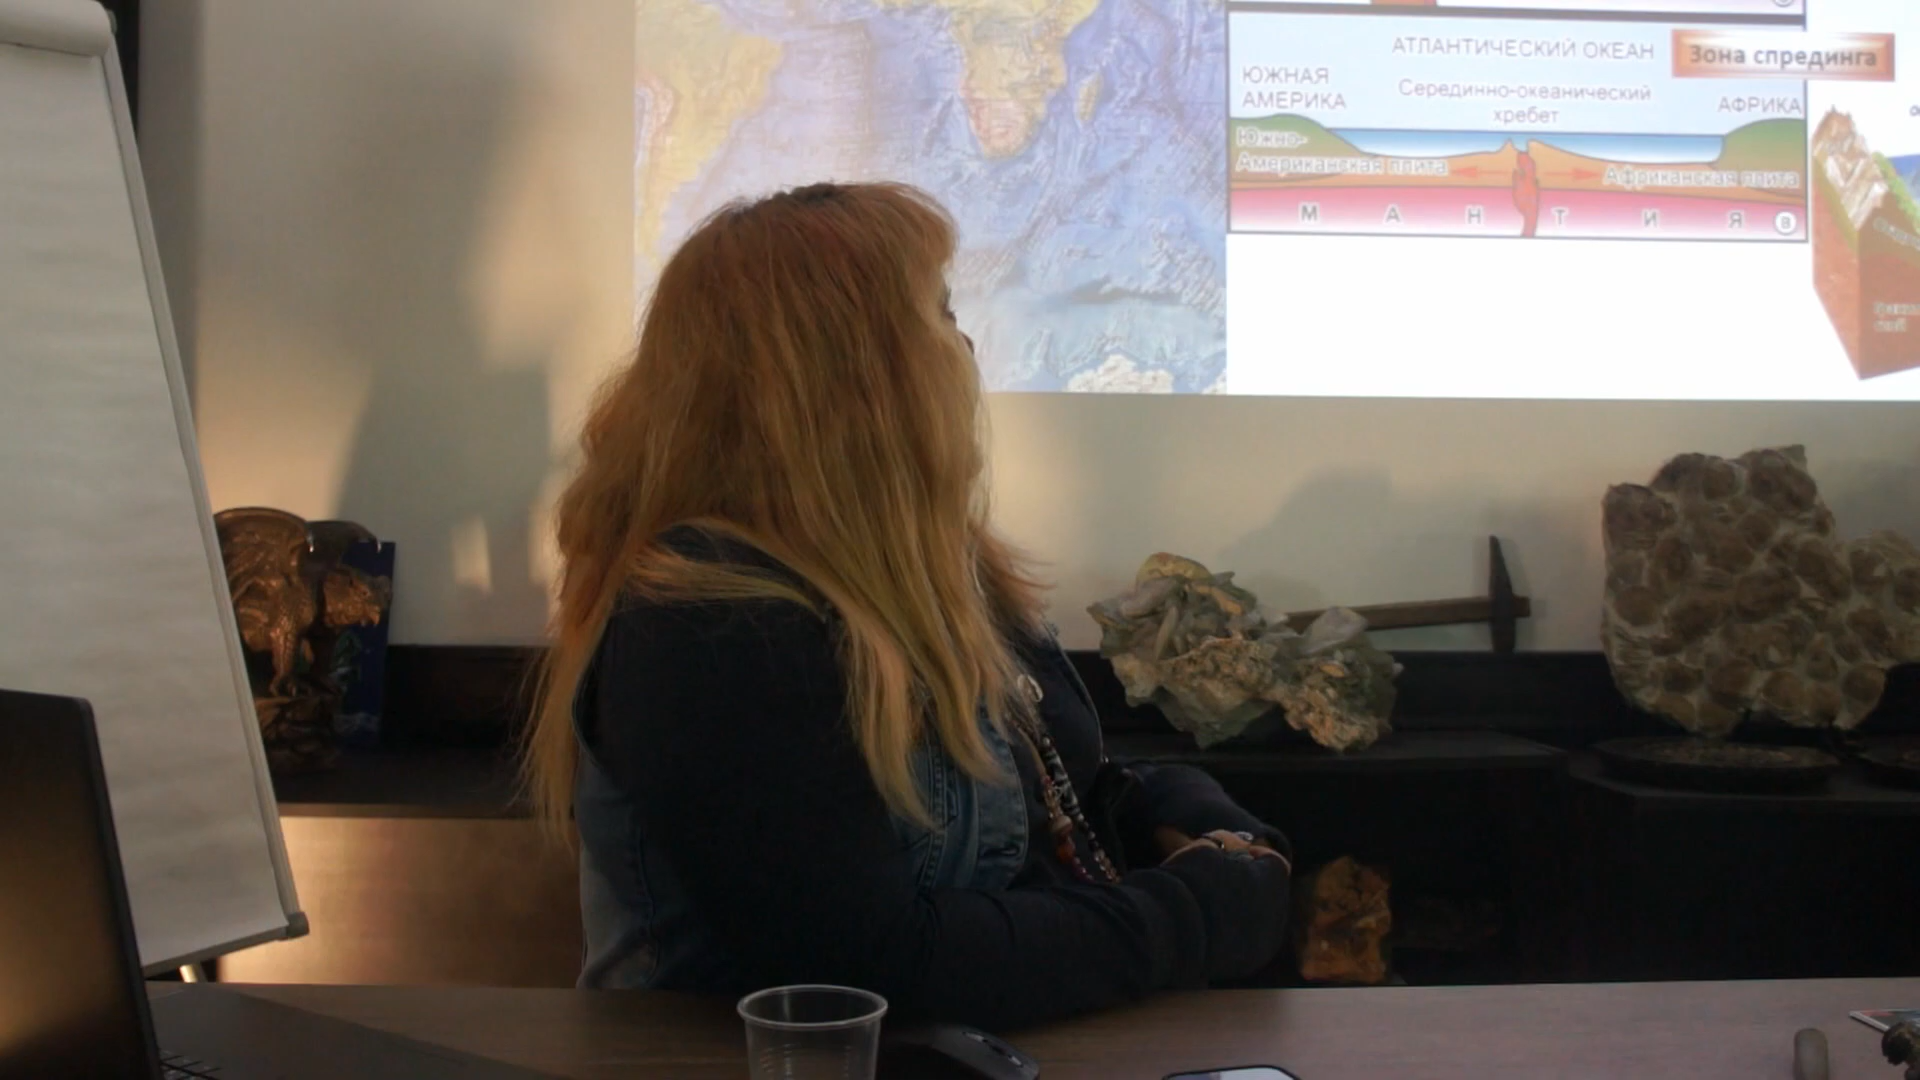 АТЛАНТИЧЕСКИЙ ОКЕАН
Зона спрединга
ЮЖНАЯ
АМЕРИКА
Серединно-океанический
хребет
АФРИКА
Южно-
Американская плита
Африканская плита
М А Н Т И Я
В